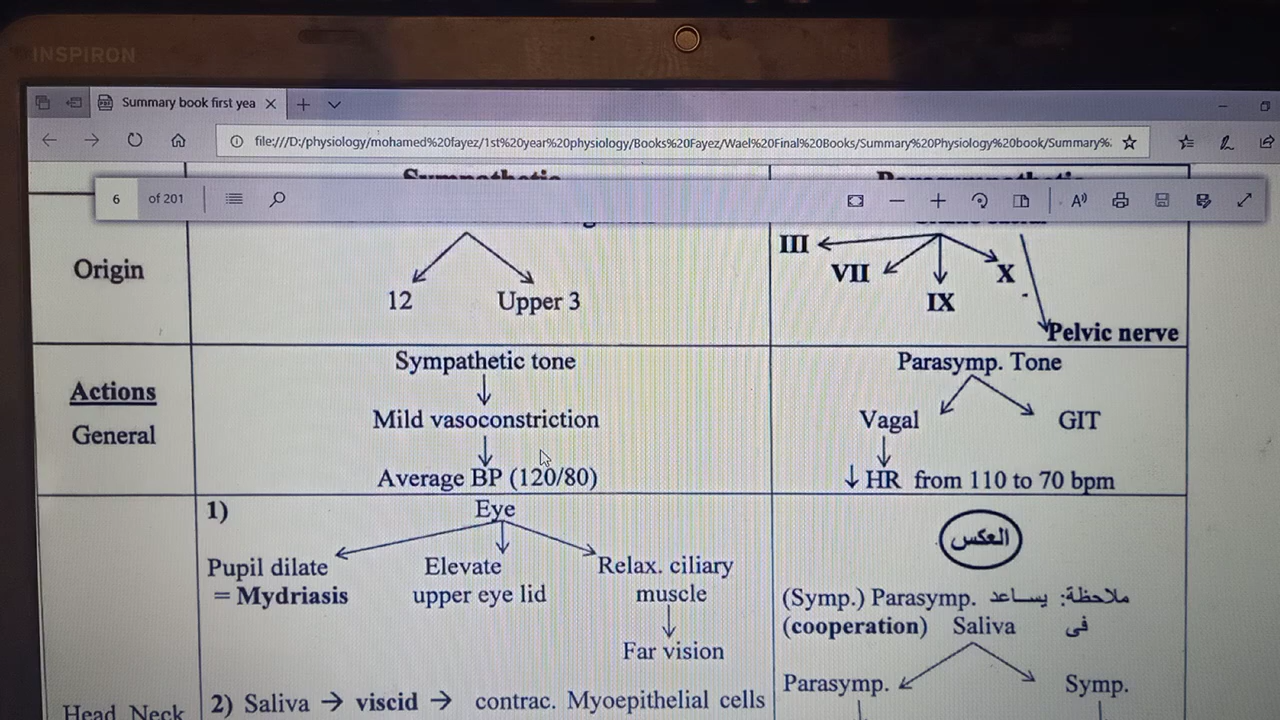 INSPIRON
Summary book first yea
file:///D:/physiology/mohamed%20fayez/1st%20year%20physiology/Books%20Fayez/Wael%20Final%20Books/Summary%20Physiology%20book/Summary%:
Sympathetic
6 of 201
Origin
12
Upper 3
III
VII
IX
X
Pelvic nerve
Actions
General
Sympathetic tone
Mild vasoconstriction
Average BP (120/80)
Parasymp. Tone
Vagal
GIT
↓ HR from 110 to 70 bpm
Head Neck
1) Eye
Pupil dilate
= Mydriasis
Elevate
upper eye lid
Relax. ciliary
muscle
Far vision
2) Saliva → viscid → contrac. Myoepithelial cells
العكس
ملاحظة: يساعد (Symp.) Parasymp.
(cooperation) Saliva فى
Parasymp.
Symp.